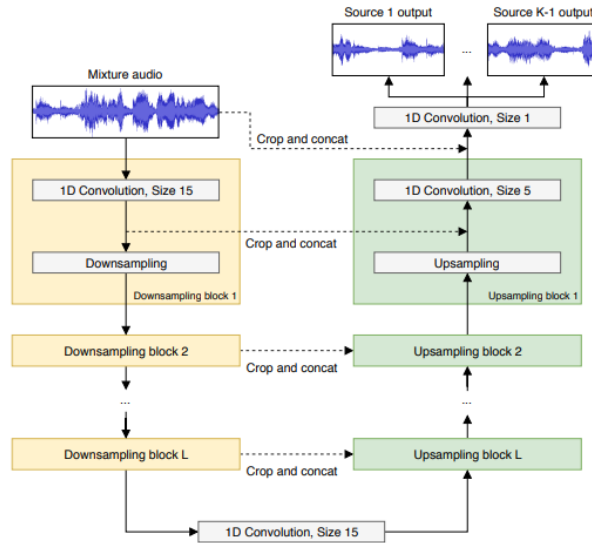 Source 1 output
...
Source K-1 output
Mixture audio
1D Convolution, Size 1
Crop and concat
1D Convolution, Size 15
1D Convolution, Size 5
Crop and concat
Downsampling
Upsampling
Downsampling block 1
Upsampling block 1
Downsampling block 2
Upsampling block 2
Crop and concat
...
...
Downsampling block L
Upsampling block L
Crop and concat
1D Convolution, Size 15